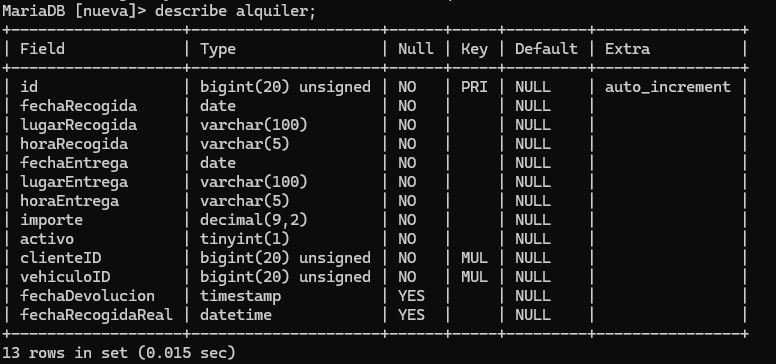 MariaDB [nueva]> describe alquiler;
+-------------------+---------------------+------+-----+---------+----------------+
| Field             | Type                | Null | Key | Default | Extra          |
+-------------------+---------------------+------+-----+---------+----------------+
| id                | bigint(20) unsigned | NO   | PRI | NULL    | auto_increment |
| fechaRecogida     | date                | NO   |     | NULL    |                |
| lugarRecogida     | varchar(100)        | NO   |     | NULL    |                |
| horaRecogida      | varchar(5)          | NO   |     | NULL    |                |
| fechaEntrega      | date                | NO   |     | NULL    |                |
| lugarEntrega      | varchar(100)        | NO   |     | NULL    |                |
| horaEntrega       | varchar(5)          | NO   |     | NULL    |                |
| importe           | decimal(9,2)        | NO   |     | NULL    |                |
| activo            | tinyint(1)          | NO   |     | NULL    |                |
| clienteID         | bigint(20) unsigned | NO   | MUL | NULL    |                |
| vehiculoID        | bigint(20) unsigned | NO   | MUL | NULL    |                |
| fechaDevolucion   | timestamp           | YES  |     | NULL    |                |
| fechaRecogidaReal | datetime            | YES  |     | NULL    |                |
+-------------------+---------------------+------+-----+---------+----------------+
13 rows in set (0.015 sec)